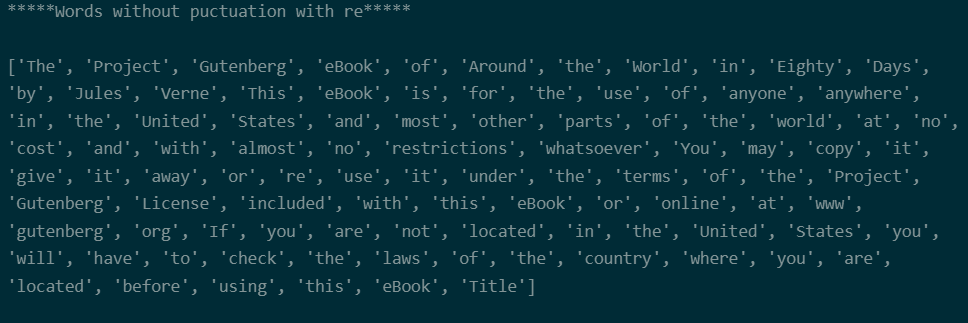 *****Words without puctuation with re*****
['The', 'Project', 'Gutenberg', 'eBook', 'of', 'Around', 'the', 'World', 'in', 'Eighty', 'Days',
'by', 'Jules', 'Verne', 'This', 'eBook', 'is', 'for', 'the', 'use', 'of', 'anyone', 'anywhere',
'in', 'the', 'United', 'States', 'and', 'most', 'other', 'parts', 'of', 'the', 'world', 'at', 'no',
'cost', 'and', 'with', 'almost', 'no', 'restrictions', 'whatsoever', 'You', 'may', 'copy', 'it',
'give', 'it', 'away', 'or', 're', 'use', 'it', 'under', 'the', 'terms', 'of', 'the', 'Project',
'Gutenberg', 'License', 'included', 'with', 'this', 'eBook', 'or', 'online', 'at', 'www',
'gutenberg', 'org', 'If', 'you', 'are', 'not', 'located', 'in', 'the', 'United', 'States', 'you',
'will', 'have', 'to', 'check', 'the', 'laws', 'of', 'the', 'country', 'where', 'you', 'are',
'located', 'before', 'using', 'this', 'eBook', 'Title']